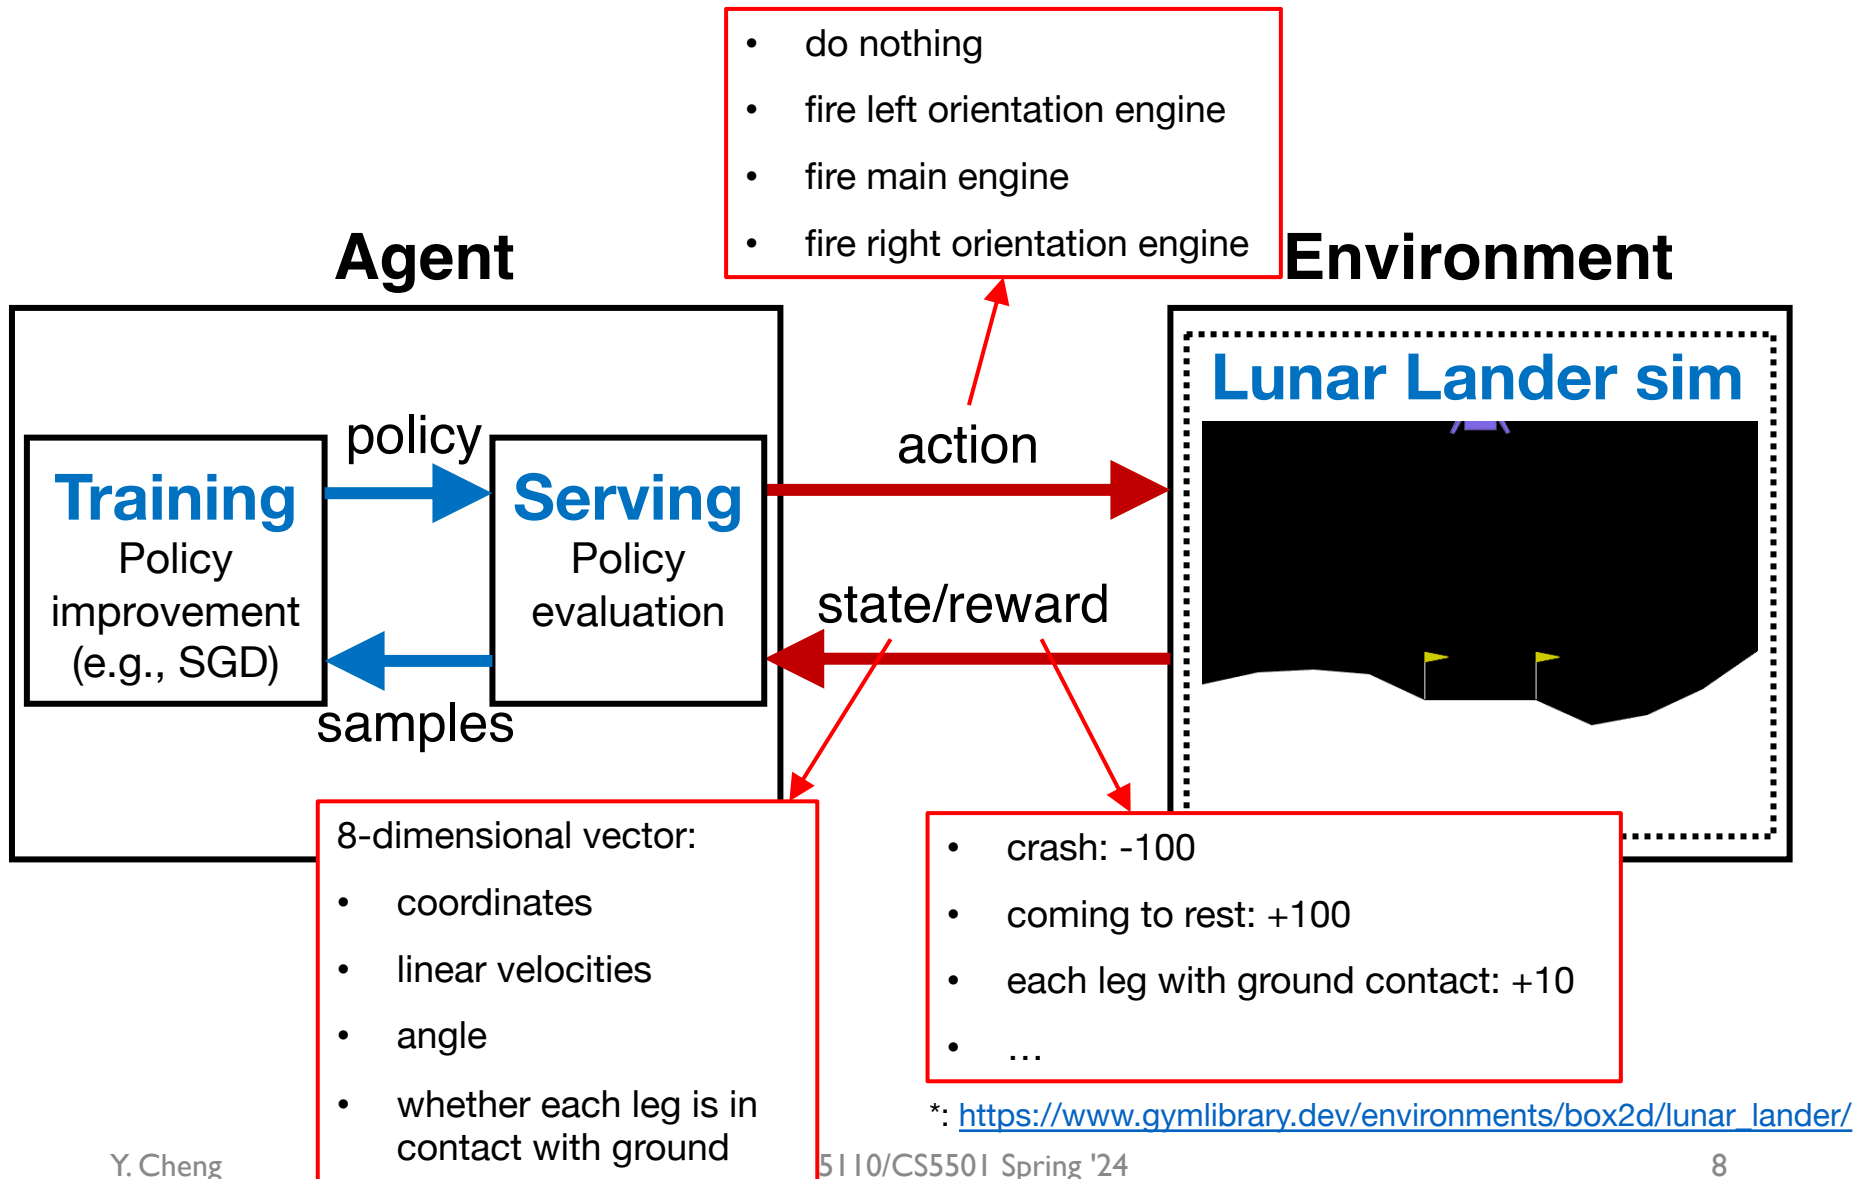 • do nothing
• fire left orientation engine
• fire main engine
• fire right orientation engine
Agent
Environment
Lunar Lander sim
policy
action
Training
Policy
improvement
(e.g., SGD)
Serving
Policy
evaluation
state/reward
samples
8-dimensional vector:
• coordinates
• linear velocities
• angle
• whether each leg is in
contact with ground
• crash: -100
• coming to rest: +100
• each leg with ground contact: +10
• …
*: https://www.gymlibrary.dev/environments/box2d/lunar_lander/
Y. Cheng
5110/CS5501 Spring '24
8